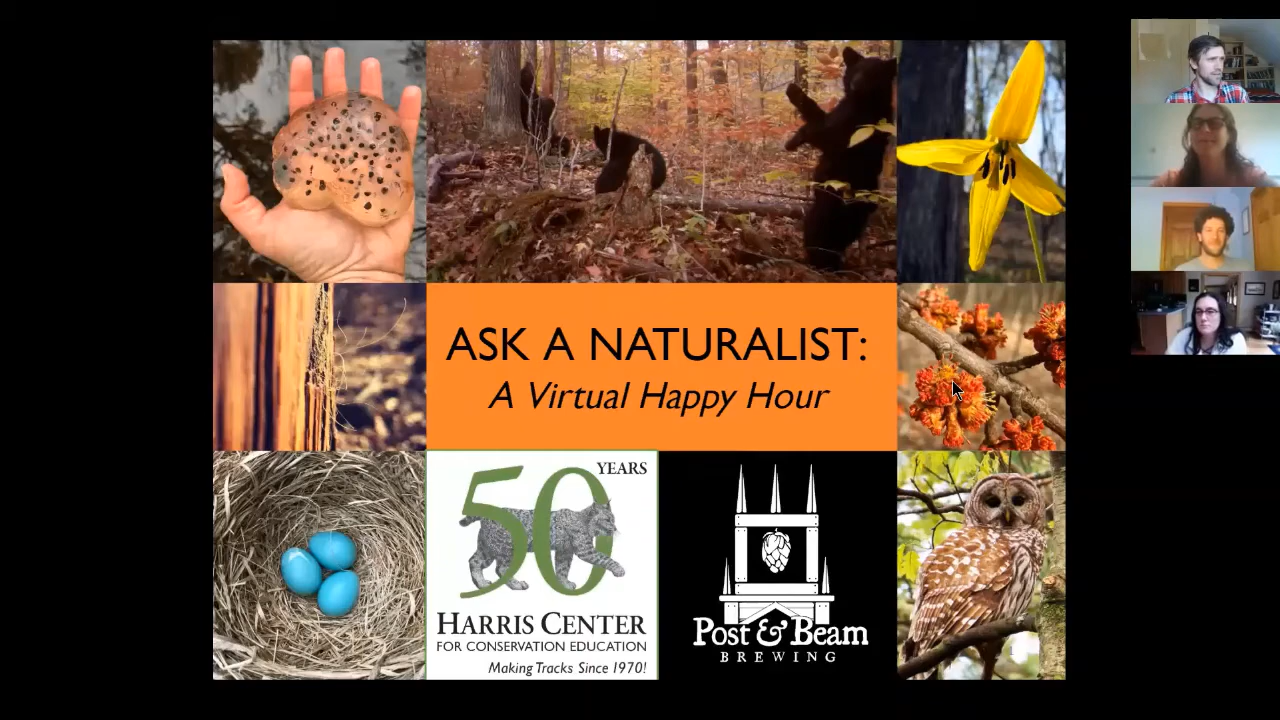 ASK A NATURALIST:
A Virtual Happy Hour
50 YEARS
HARRIS CENTER
FOR CONSERVATION EDUCATION
Making Tracks Since 1970!
Post & Beam
BREWING